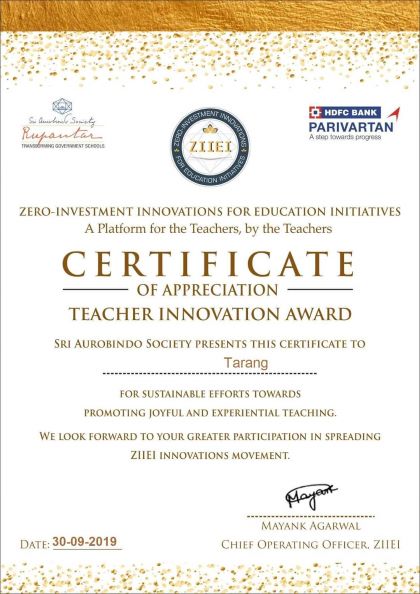 Sri Aurobindo Society
Rupantar
TRANSFORMING GOVERNMENT SCHOOLS
ZERO-INVESTMENT INNOVATIONS
ZIIEI
FOR EDUCATION INITIATIVES
HDFC BANK
PARIVARTAN
A step towards progress
ZERO-INVESTMENT INNOVATIONS FOR EDUCATION INITIATIVES
A Platform for the Teachers, by the Teachers
CERTIFICATE
OF APPRECIATION
TEACHER INNOVATION AWARD
SRI AUROBINDO SOCIETY PRESENTS THIS CERTIFICATE TO
Tarang
FOR SUSTAINABLE EFFORTS TOWARDS
PROMOTING JOYFUL AND EXPERIENTIAL TEACHING.
WE LOOK FORWARD TO YOUR GREATER PARTICIPATION IN SPREADING
ZIIEI INNOVATIONS MOVEMENT.
Mayank
MAYANK AGARWAL
DATE: 30-09-2019
CHIEF OPERATING OFFICER, ZIIEI